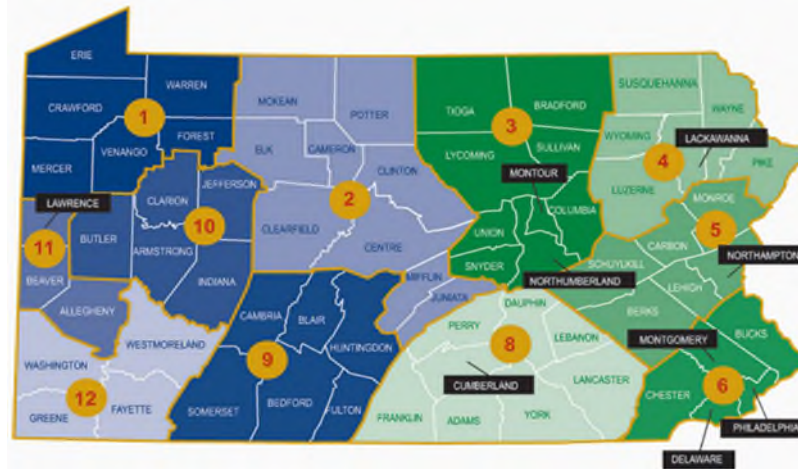 ERIE
WARREN
CRAWFORD
1
FOREST
VENANGO
MERCER
LAWRENCE
11
BEAVER
ALLEGHENY
CLARION
JEFFERSON
10
BUTLER
ARMSTRONG
INDIANA
MCKEAN
POTTER
ELK
CAMERON
CLINTON
2
CLEARFIELD
CENTRE
MIFFLIN
JUNIATA
TIOGA
BRADFORD
3
LYCOMING
SULLIVAN
MONTOUR
COLUMBIA
UNION
SNYDER
NORTHUMBERLAND
SUSQUEHANNA
WAYNE
WYOMING
LACKAWANNA
4
LUZERNE
PIKE
MONROE
5
CARBON
NORTHAMPTON
SCHUYLKILL
LEHIGH
BERKS
MONTGOMERY
BUCKS
6
CHESTER
PHILADELPHIA
DELAWARE
DAUPHIN
PERRY
8
LEBANON
CUMBERLAND
LANCASTER
FRANKLIN
ADAMS
YORK
CAMBRIA
BLAIR
HUNTINGDON
9
SOMERSET
BEDFORD
FULTON
WESTMORELAND
WASHINGTON
12
GREENE
FAYETTE